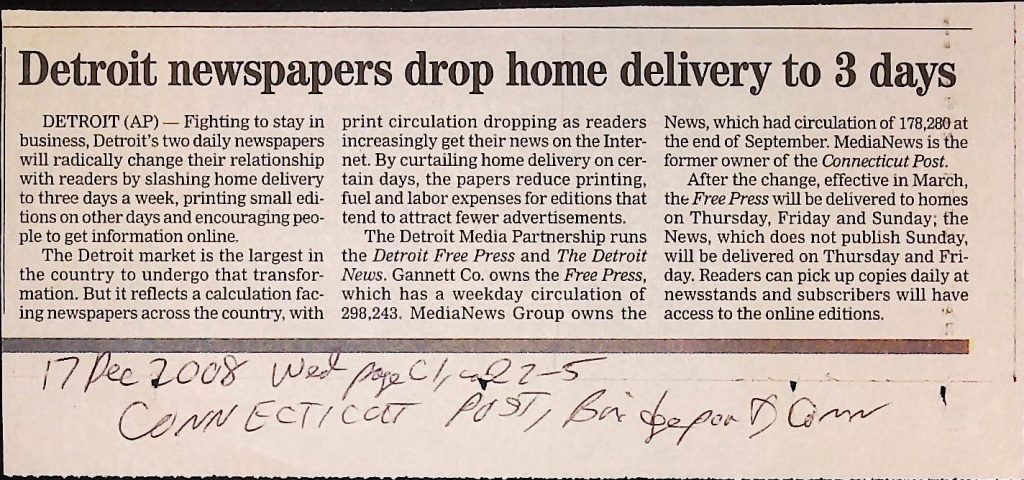 Detroit newspapers drop home delivery to 3 days
DETROIT (AP) — Fighting to stay in
business, Detroit's two daily newspapers
will radically change their relationship
with readers by slashing home delivery
to three days a week, printing small edi-
tions on other days and encouraging peo-
ple to get information online.
The Detroit market is the largest in
the country to undergo that transfor-
mation. But it reflects a calculation fac-
ing newspapers across the country, with
print circulation dropping as readers
increasingly get their news on the Inter-
net. By curtailing home delivery on cer-
tain days, the papers reduce printing,
fuel and labor expenses for editions that
tend to attract fewer advertisements.
The Detroit Media Partnership runs
the Detroit Free Press and The Detroit
News. Gannett Co. owns the Free Press,
which has a weekday circulation of
298,243. MediaNews Group owns the
News, which had circulation of 178,280 at
the end of September. MediaNews is the
former owner of the Connecticut Post.
After the change, effective in March,
the Free Press will be delivered to homes
on Thursday, Friday and Sunday; the
News, which does not publish Sunday,
will be delivered on Thursday and Fri-
day. Readers can pick up copies daily at
newsstands and subscribers will have
access to the online editions.
17 Dec 2008 Wed page C1, col 2-5
CONNECTICUT POST, Bridgeport, Conn